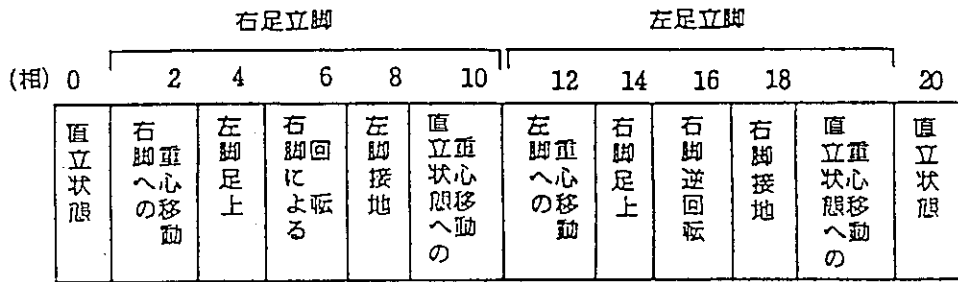 右足立脚
左足立脚
(相) 0 2 4 6 8 10 12 14 16 18 20
直立状態
右脚への
重心移動
左脚足上
右脚による
回転
左脚接地
直立状態への
重心移動
左脚への
重心移動
右脚足上
右脚逆回転
右脚接地
直立状態への
重心移動
直立状態